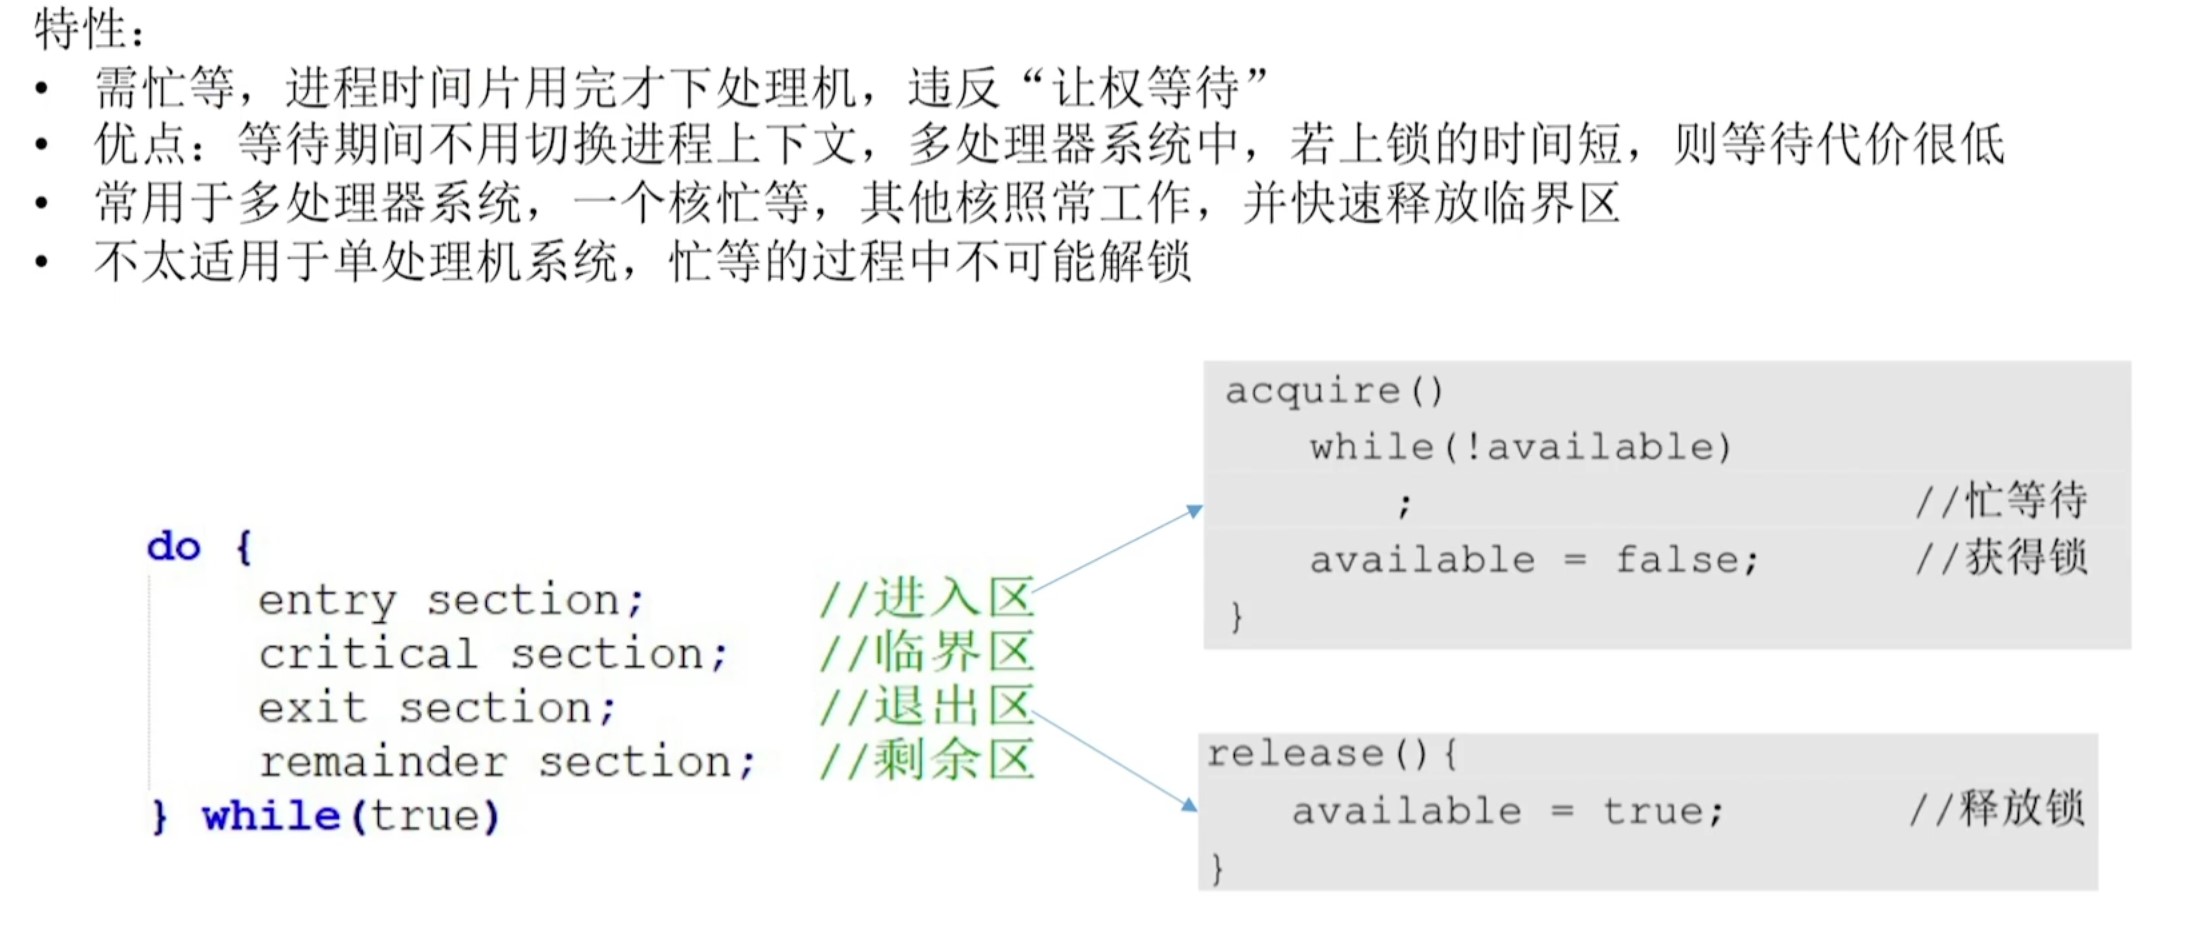 特性：
• 需忙等，进程时间片用完才下处理机，违反“让权等待”
• 优点：等待期间不用切换进程上下文，多处理器系统中，若上锁的时间短，则等待代价很低
• 常用于多处理器系统，一个核忙等，其他核照常工作，并快速释放临界区
• 不太适用于单处理机系统，忙等的过程中不可能解锁
do {
entry section; //进入区
critical section; //临界区
exit section; //退出区
remainder section; //剩余区
} while(true)
acquire()
while(!available)
; //忙等待
available = false; //获得锁
}
release(){
available = true; //释放锁
}